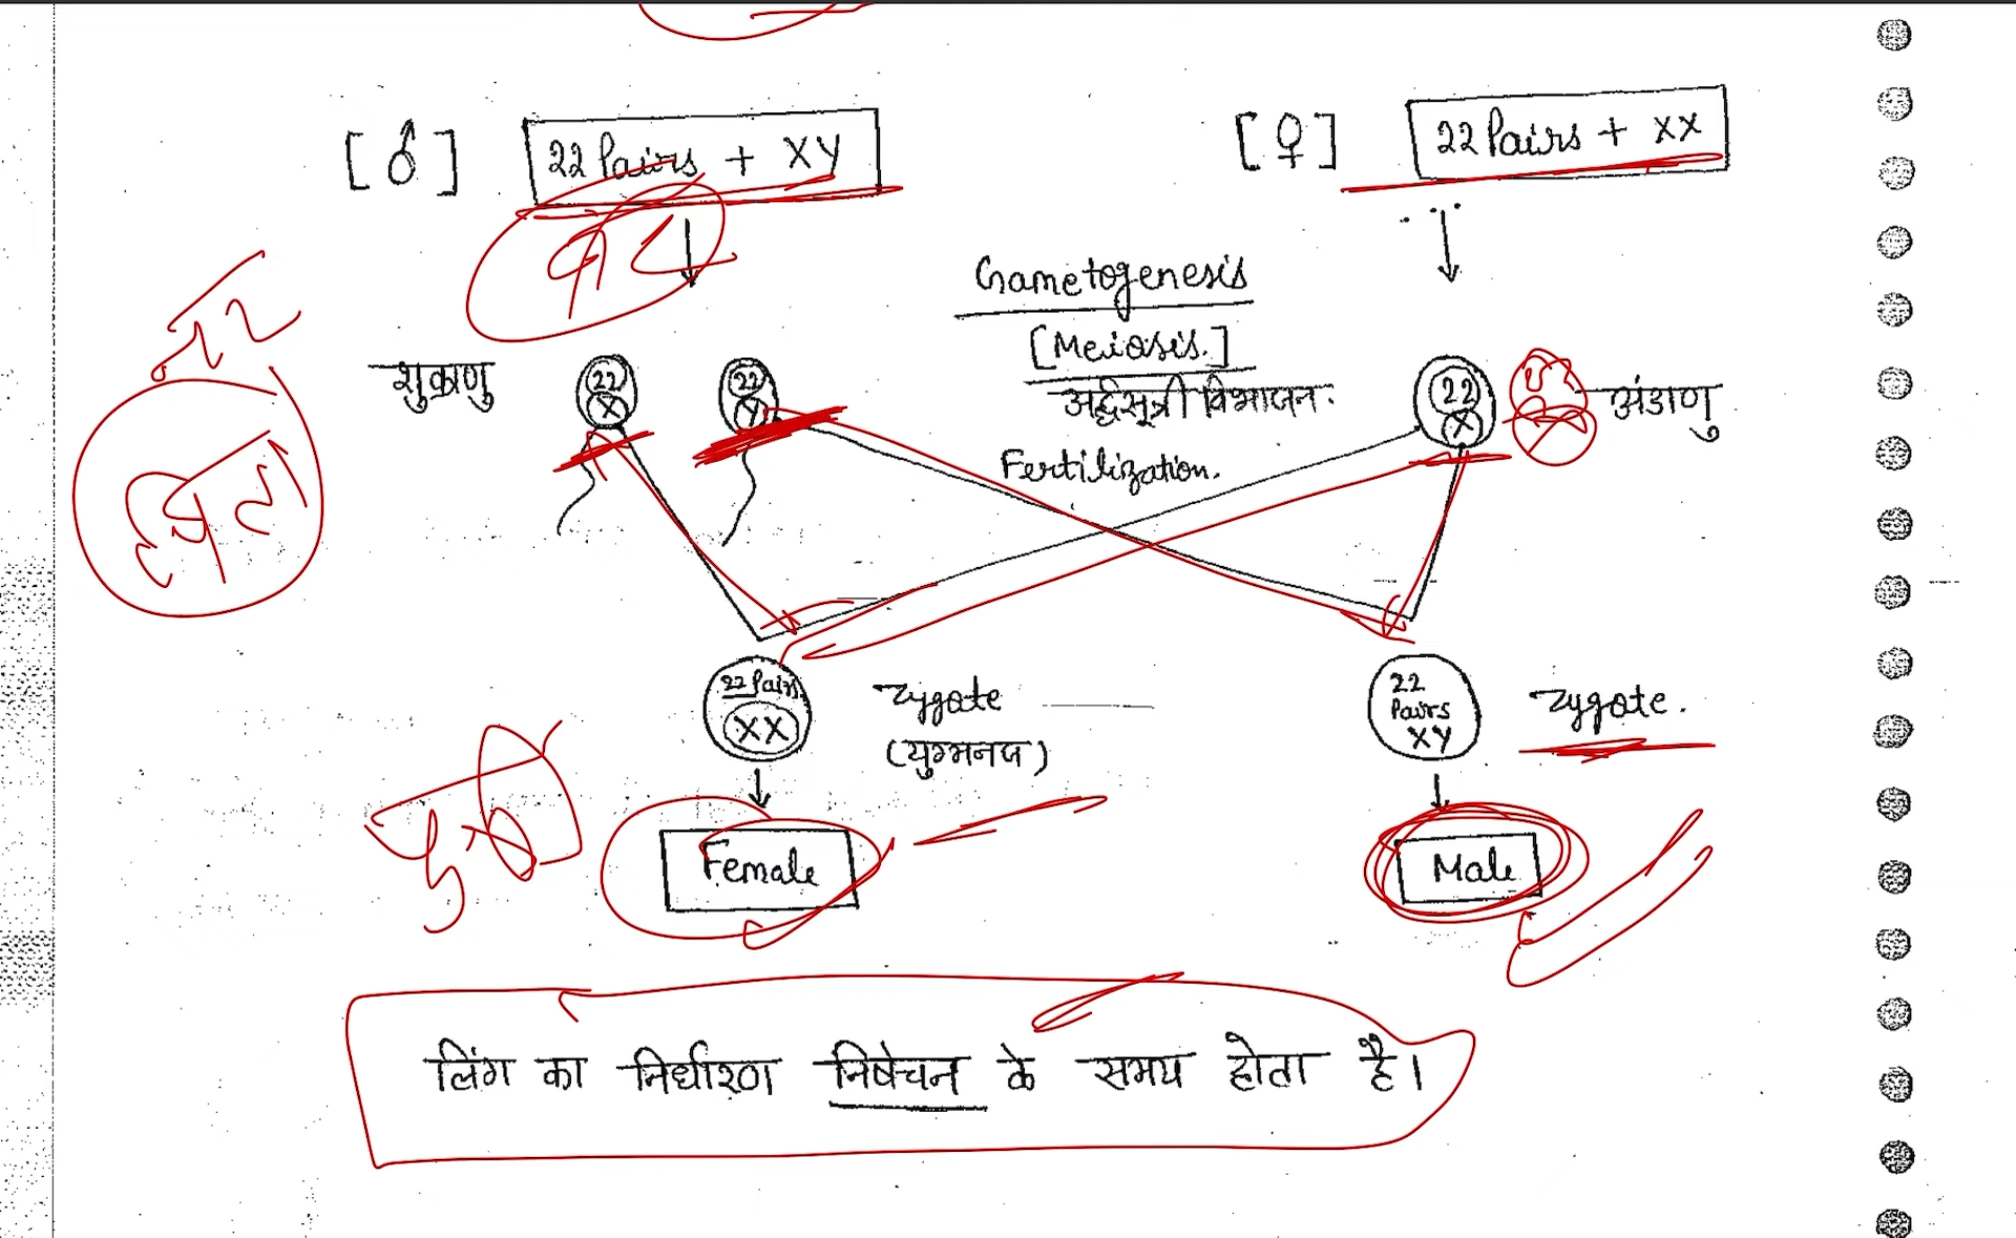 [♂] 22 Pairs + XY
[♀] 22 Pairs + XX
Gametogenesis
[Meiosis.]
अर्द्धसूत्री विभाजन.
शुक्राणु
22
X
22
Y
22
X
अंडाणु
नर
पिता
Fertilization.
22 Pairs
XX
Zygote
(युग्मनज)
22
Pairs
XY
Zygote.
Female
Male
लिंग का निर्धारण निषेचन के समय होता है।